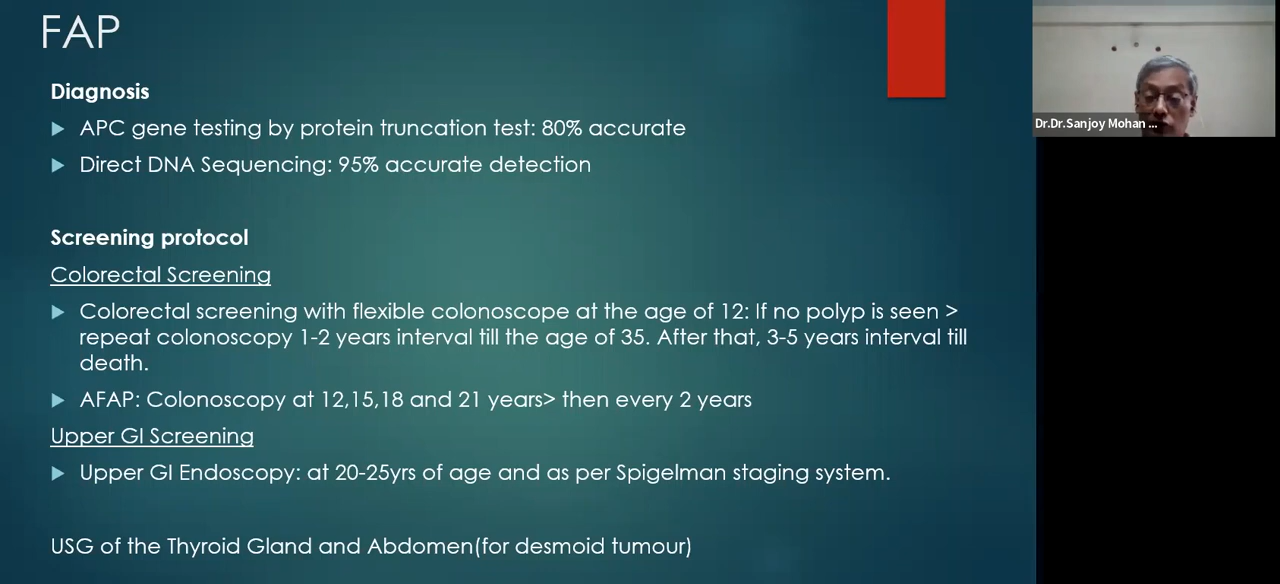 FAP
Diagnosis
APC gene testing by protein truncation test: 80% accurate
Direct DNA Sequencing: 95% accurate detection
Screening protocol
Colorectal Screening
Colorectal screening with flexible colonoscope at the age of 12: If no polyp is seen >
repeat colonoscopy 1-2 years interval till the age of 35. After that, 3-5 years interval till
death.
AFAP: Colonoscopy at 12,15,18 and 21 years> then every 2 years
Upper GI Screening
Upper GI Endoscopy: at 20-25yrs of age and as per Spigelman staging system.
USG of the Thyroid Gland and Abdomen(for desmoid tumour)
Dr.Dr.Sanjoy Mohan ...